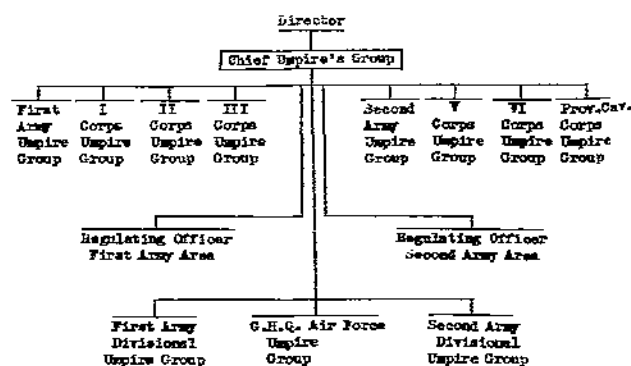 Director
Chief Umpire's Group
First Army Umpire Group
I Corps Umpire Group
II Corps Umpire Group
III Corps Umpire Group
Second Army Umpire Group
V Corps Umpire Group
VI Corps Umpire Group
Prov.Cav. Corps Umpire Group
Regulating Officer
First Army Area
Regulating Officer
Second Army Area
First Army
Divisional
Umpire Group
G.H.Q. Air Force
Umpire
Group
Second Army
Divisional
Umpire Group